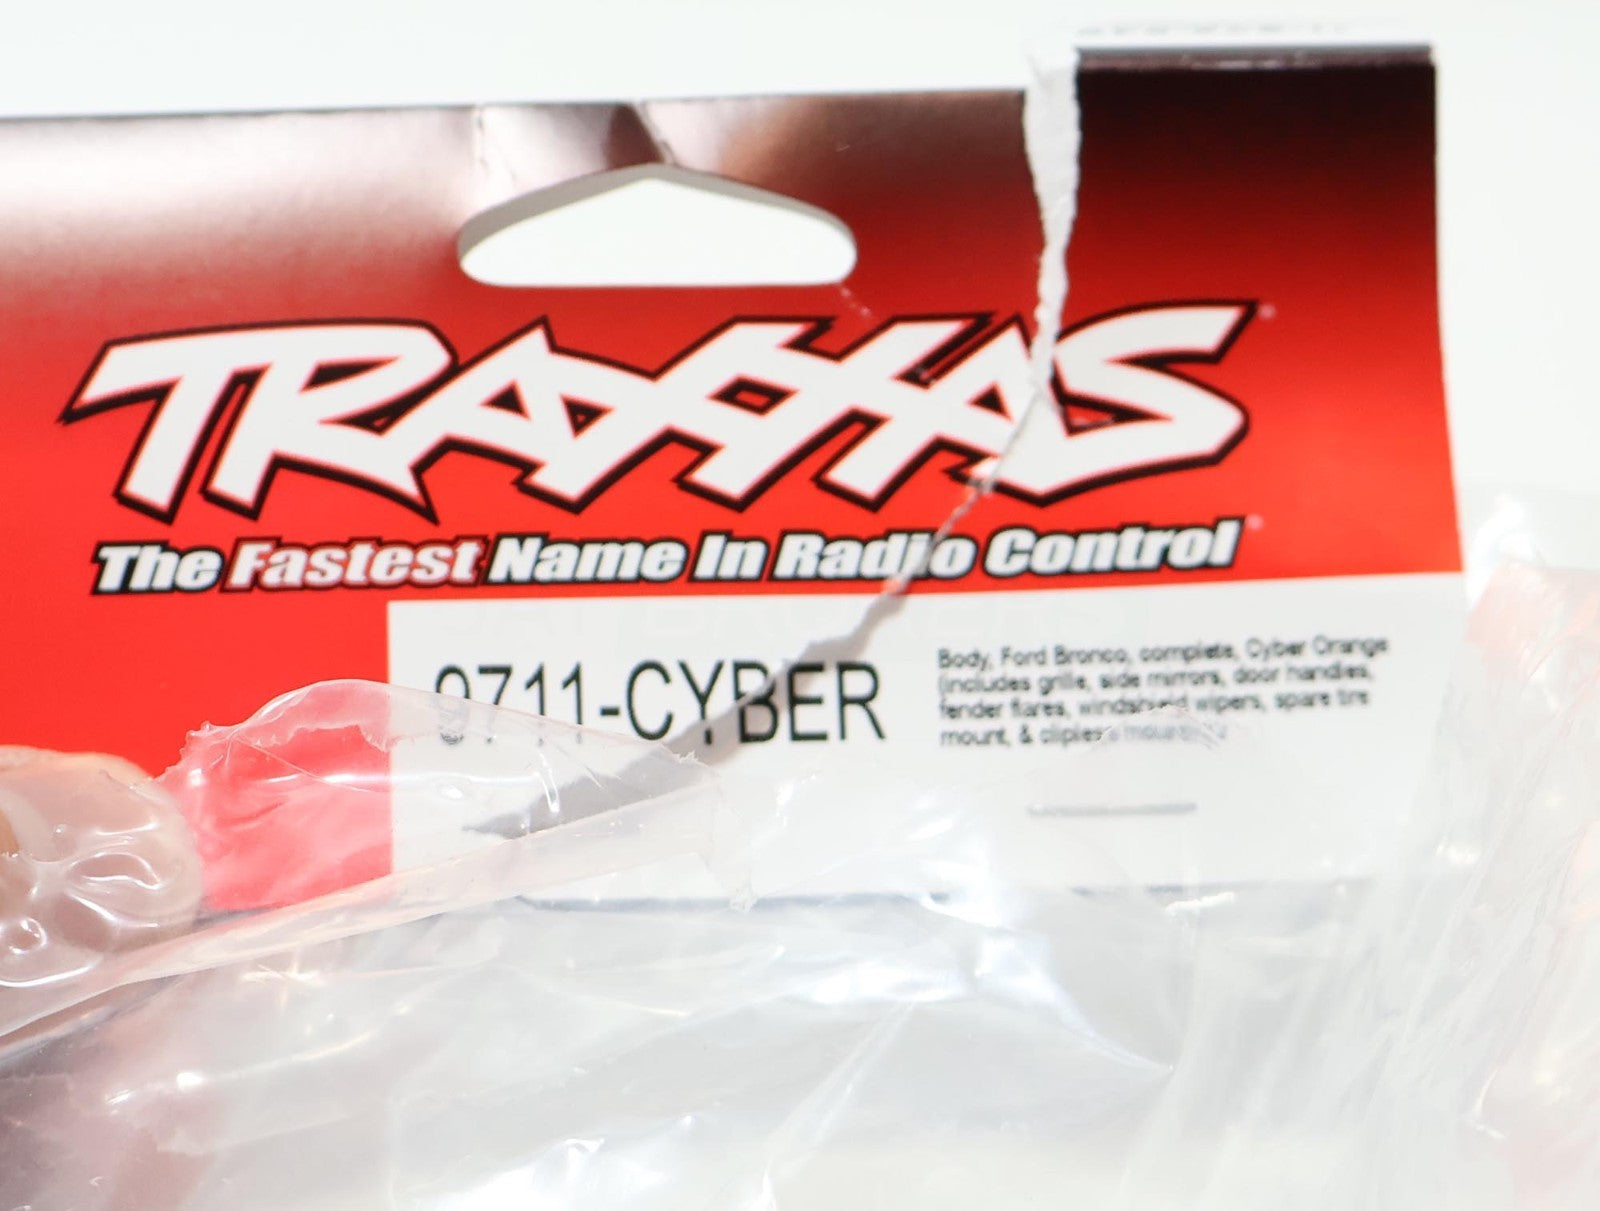 TRAXXAS
The Fastest Name In Radio Control
9711-CYBER
Body, Ford Bronco, complete, Cyber Orange
(includes grille, side mirrors, door handles,
fender flares, windshield wipers, spare tire
mount, & clipless